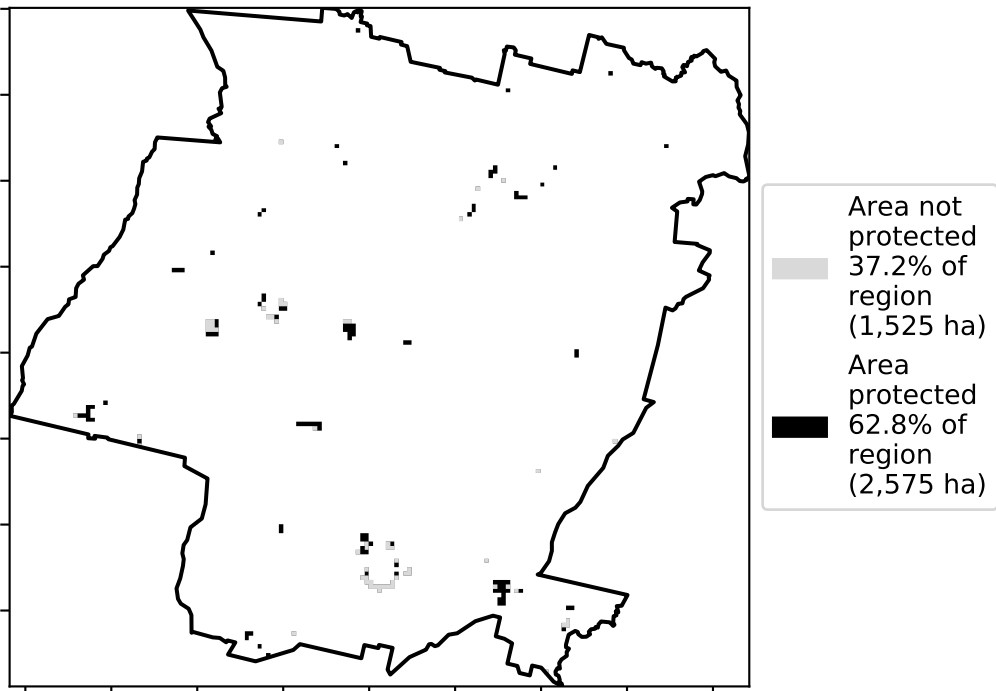 Area not
protected
37.2% of
region
(1,525 ha)
Area
protected
62.8% of
region
(2,575 ha)